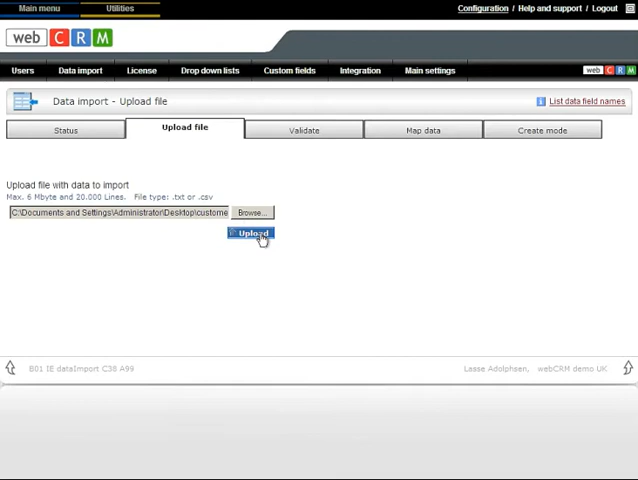 Main menu Utilities Configuration / Help and support / Logout
web C R M
Users Data import License Drop down lists Custom fields Integration Main settings web C R M
Data import - Upload file i List data field names
Status Upload file Validate Map data Create mode
Upload file with data to import
Max. 6 Mbyte and 20.000 Lines. File type: .txt or .csv
C:\Documents and Settings\Administrator\Desktop\custome Browse...
Upload
B01 IE dataImport C38 A99 Lasse Adolphsen, webCRM demo UK